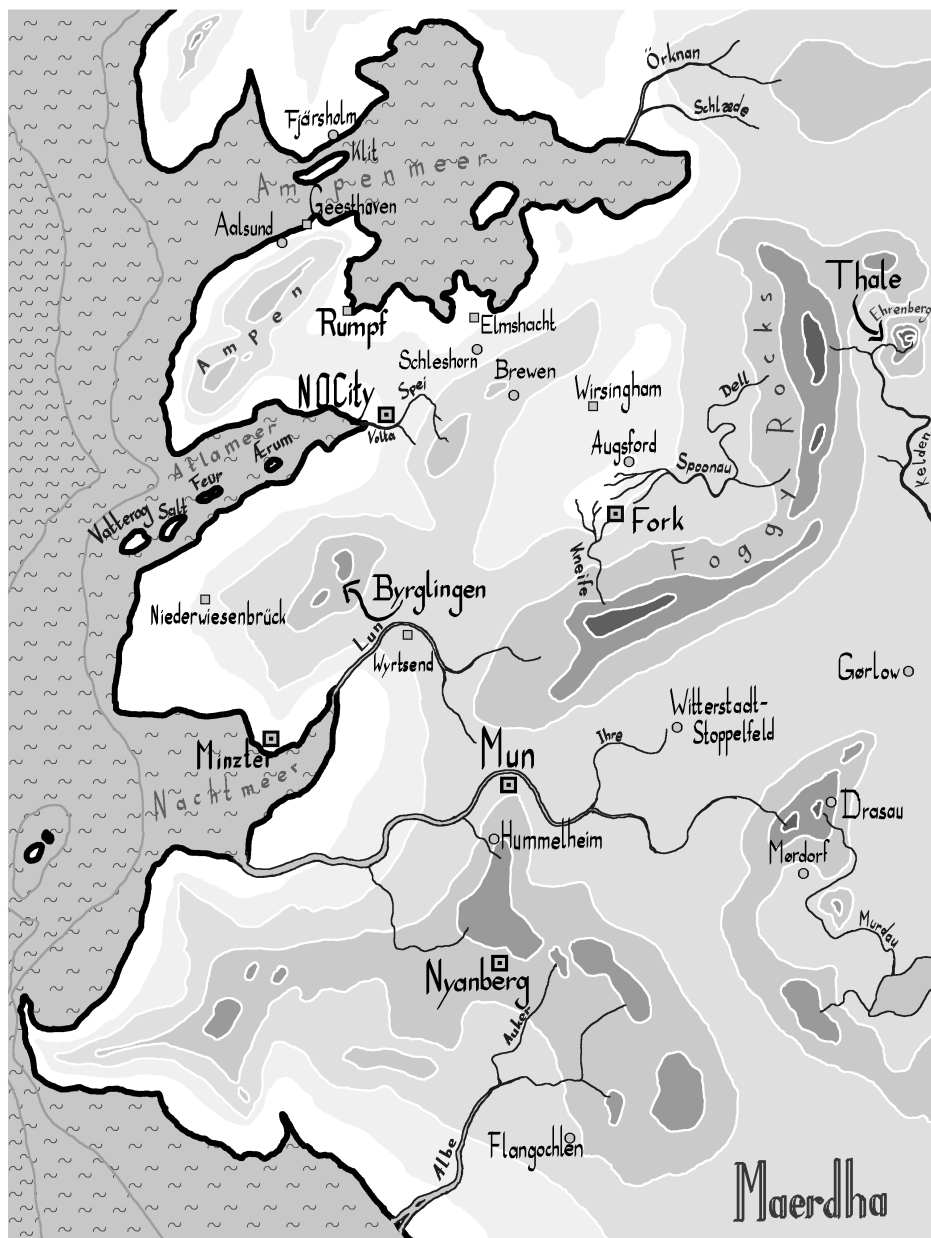 Örknan
Schlæde
Fjärsholm
Klit
Ampenmeer
Geesthaven
Aalsund
Thale
Ehrenberg
Rumpf
Elmshacht
Ampen
Schleshorn
Brewen
Foggy Rocks
Dell
NOCity
Spei
Wirsingham
Volta
Atlameer
Ærum
Augsford
Spoonau
Kelden
Feur
Salt
Vatterog
Fork
Kneife
Byrglingen
Niederwiesenbrück
Lun
Wyrtsend
Gørlow
Witterstadt-
Stoppelfeld
Ihre
Minzter
Mun
Nachtmeer
Drasau
Hummelheim
Mørdorf
Murdau
Nyanberg
Auker
Albe
Flangochlen
Maerdha